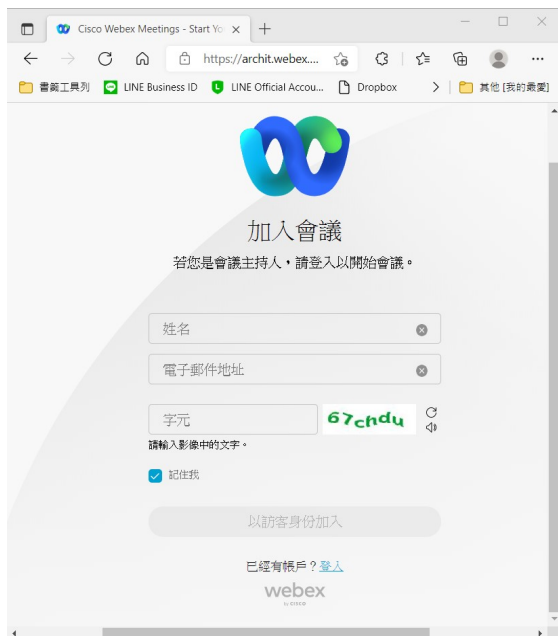 Cisco Webex Meetings - Start Yo
https://archit.webex....
書籤工具列 LINE Business ID LINE Official Accou... Dropbox 其他 [我的最愛]
加入會議
若您是會議主持人，請登入以開始會議。
姓名
電子郵件地址
字元 67chdu
請輸入影像中的文字。
記住我
以訪客身份加入
已經有帳戶？登入
webex
by CISCO